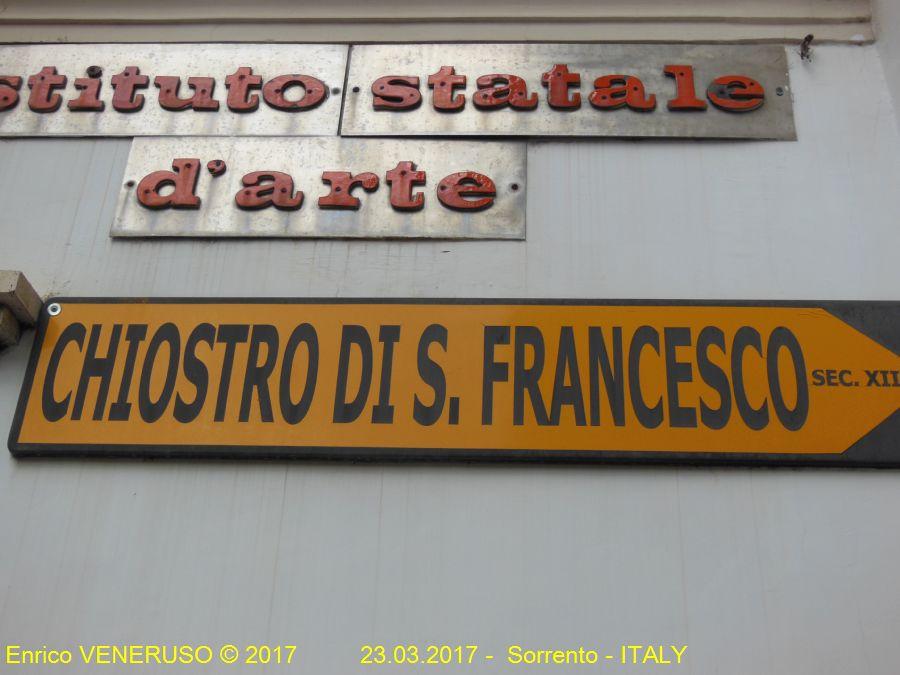 stituto statale
d'arte
CHIOSTRO DI S. FRANCESCO SEC. XII
Enrico VENERUSO © 2017 23.03.2017 - Sorrento - ITALY